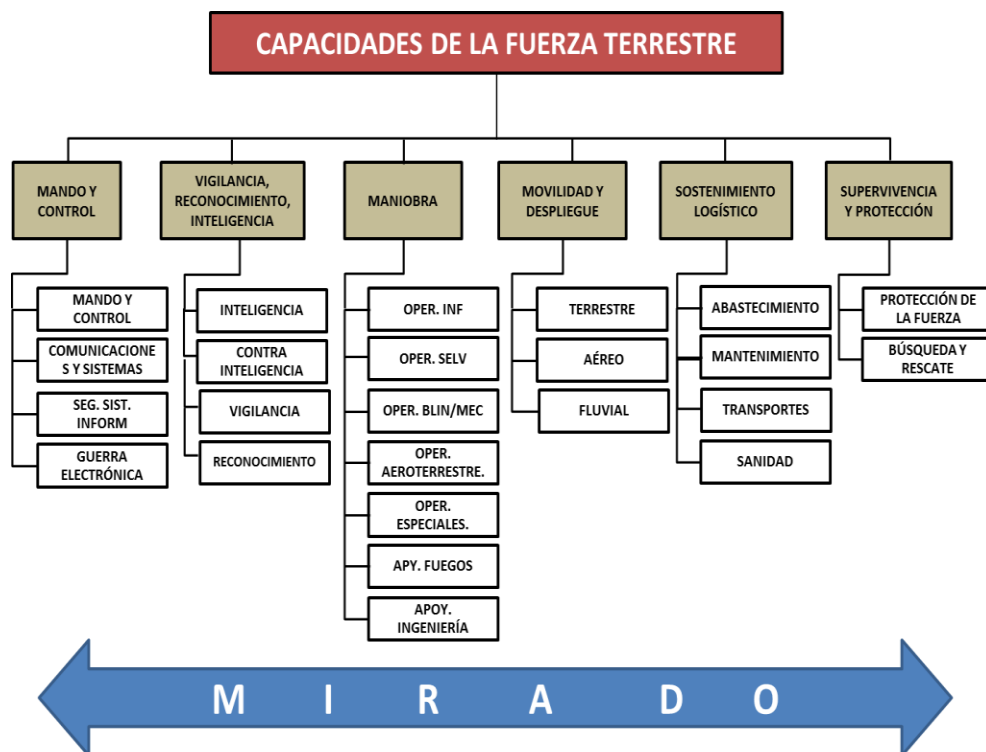 CAPACIDADES DE LA FUERZA TERRESTRE
MANDO Y
CONTROL
VIGILANCIA,
RECONOCIMIENTO,
INTELIGENCIA
MANIOBRA
MOVILIDAD Y
DESPLIEGUE
SOSTENIMIENTO
LOGÍSTICO
SUPERVIVENCIA
Y PROTECCIÓN
MANDO Y
CONTROL
COMUNICACIONE
S Y SISTEMAS
SEG. SIST.
INFORM
GUERRA
ELECTRÓNICA
INTELIGENCIA
CONTRA
INTELIGENCIA
VIGILANCIA
RECONOCIMIENTO
OPER. INF
OPER. SELV
OPER. BLIN/MEC
OPER.
AEROTERRESTRE.
OPER.
ESPECIALES.
APY. FUEGOS
APOY.
INGENIERÍA
TERRESTRE
AÉREO
FLUVIAL
ABASTECIMIENTO
MANTENIMIENTO
TRANSPORTES
SANIDAD
PROTECCIÓN DE
LA FUERZA
BÚSQUEDA Y
RESCATE
M I R A D O